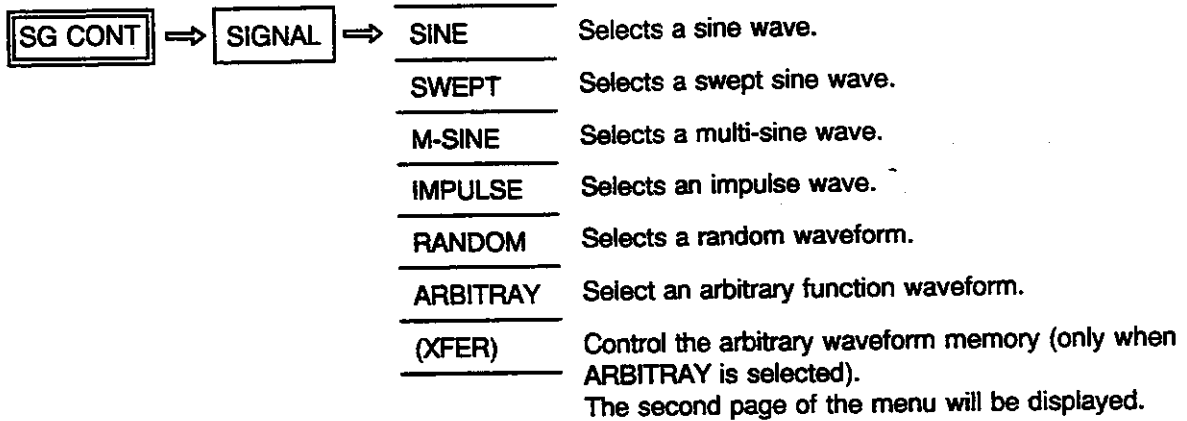 SG CONT ⇒ SIGNAL ⇒ SINE Selects a sine wave.
SWEPT Selects a swept sine wave.
M-SINE Selects a multi-sine wave.
IMPULSE Selects an impulse wave.
RANDOM Selects a random waveform.
ARBITRAY Select an arbitrary function waveform.
(XFER) Control the arbitrary waveform memory (only when
ARBITRAY is selected).
The second page of the menu will be displayed.